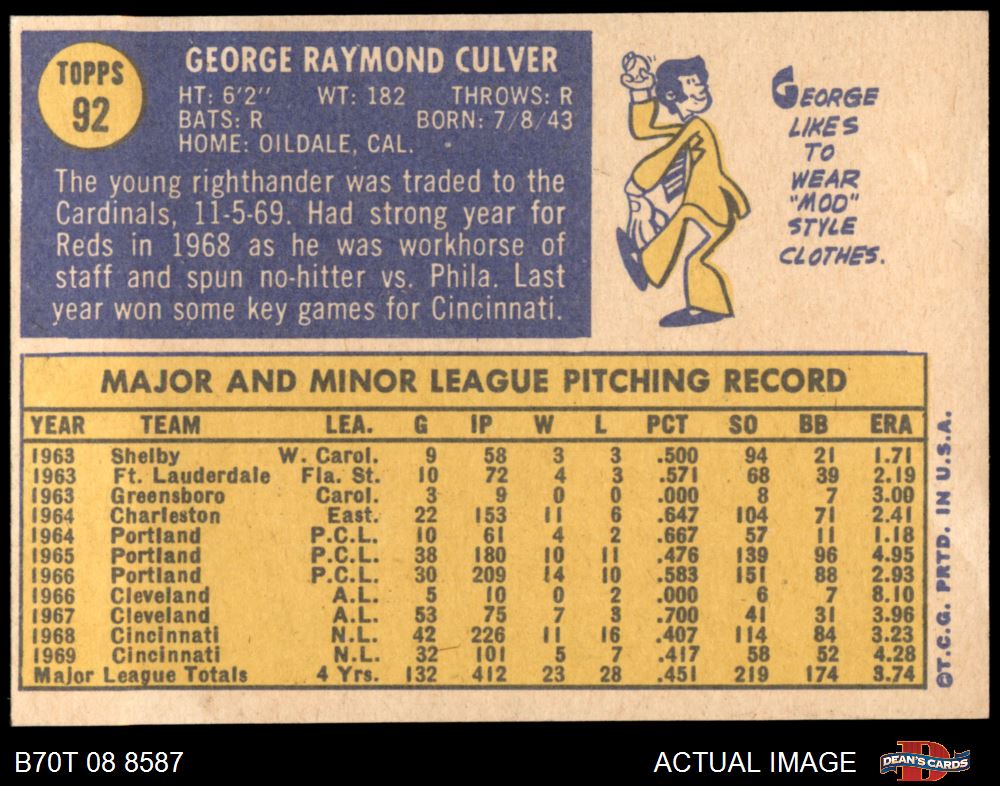 TOPPS
92
GEORGE RAYMOND CULVER
HT: 6'2" WT: 182 THROWS: R
BATS: R BORN: 7/8/43
HOME: OILDALE, CAL.
The young righthander was traded to the
Cardinals, 11-5-69. Had strong year for
Reds in 1968 as he was workhorse of
staff and spun no-hitter vs. Phila. Last
year won some key games for Cincinnati.
GEORGE
LIKES
TO
WEAR
"MOD"
STYLE
CLOTHES.
MAJOR AND MINOR LEAGUE PITCHING RECORD
YEAR TEAM LEA. G IP W L PCT SO BB ERA
1963 Shelby W. Carol. 9 58 3 3 .500 94 21 1.71
1963 Ft. Lauderdale Fla. St. 10 72 4 3 .571 68 39 2.19
1963 Greensboro Carol. 3 9 0 0 .000 8 7 3.00
1964 Charleston East. 22 153 11 6 .647 104 71 2.41
1964 Portland P.C.L. 10 61 4 2 .667 57 11 1.18
1965 Portland P.C.L. 38 180 10 11 .476 139 96 4.95
1966 Portland P.C.L. 30 209 14 10 .583 151 88 2.93
1966 Cleveland A.L. 5 10 0 2 .000 6 7 8.10
1967 Cleveland A.L. 53 75 7 3 .700 41 31 3.96
1968 Cincinnati N.L. 42 226 11 16 .407 114 84 3.23
1969 Cincinnati N.L. 32 101 5 7 .417 58 52 4.28
Major League Totals 4 Yrs. 132 412 23 28 .451 219 174 3.74
©T.C.G. PRTD. IN U.S.A.
B70T 08 8587
ACTUAL IMAGE
D
DEAN'S CARDS